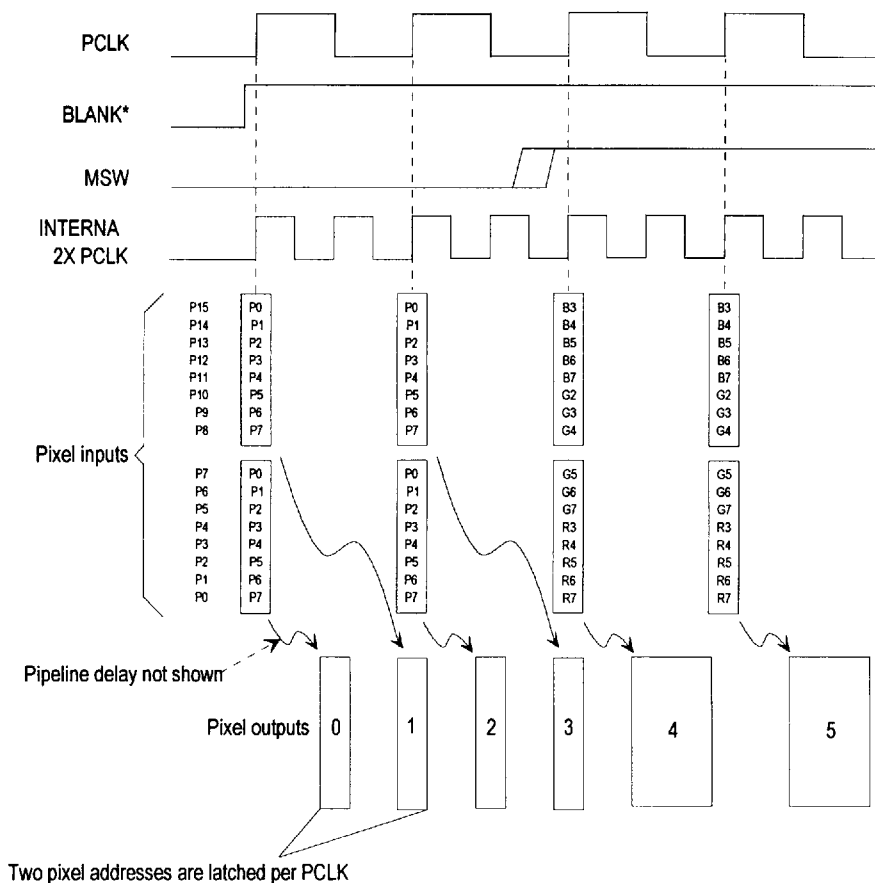 PCLK
BLANK*
MSW
INTERNA
2X PCLK
P15 P0 P0 B3 B3
P14 P1 P1 B4 B4
P13 P2 P2 B5 B5
P12 P3 P3 B6 B6
P11 P4 P4 B7 B7
P10 P5 P5 G2 G2
P9 P6 P6 G3 G3
P8 P7 P7 G4 G4
Pixel inputs
P7 P0 P0 G5 G5
P6 P1 P1 G6 G6
P5 P2 P2 G7 G7
P4 P3 P3 R3 R3
P3 P4 P4 R4 R4
P2 P5 P5 R5 R5
P1 P6 P6 R6 R6
P0 P7 P7 R7 R7
Pipeline delay not shown
Pixel outputs 0 1 2 3 4 5
Two pixel addresses are latched per PCLK